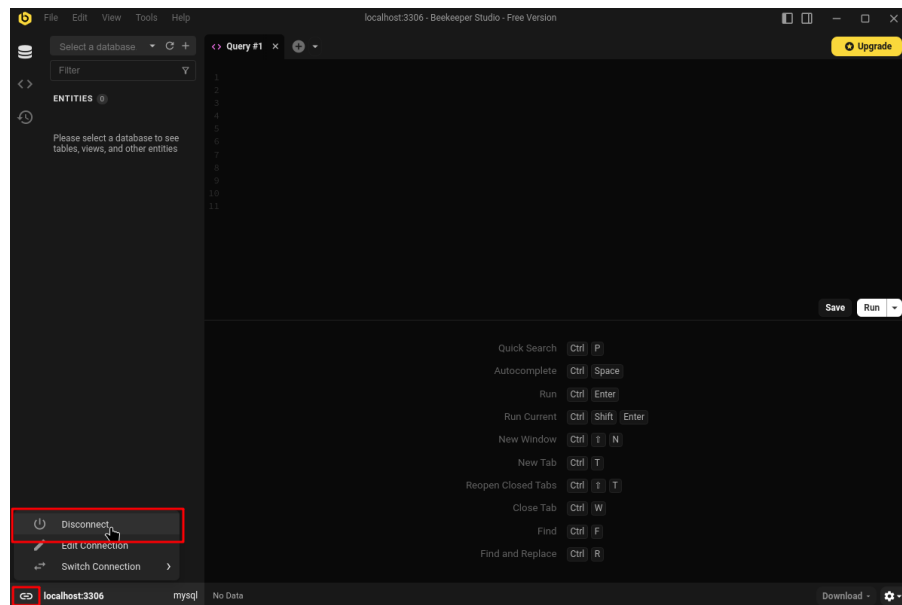 File Edit View Tools Help
localhost:3306 - Beekeeper Studio - Free Version
Select a database
Query #1
Upgrade
Filter
ENTITIES 0
Please select a database to see
tables, views, and other entities
1
2
3
4
5
6
7
8
9
10
11
Save Run
Quick Search Ctrl P
Autocomplete Ctrl Space
Run Ctrl Enter
Run Current Ctrl Shift Enter
New Window Ctrl ⇧ N
New Tab Ctrl T
Reopen Closed Tabs Ctrl ⇧ T
Close Tab Ctrl W
Find Ctrl F
Find and Replace Ctrl R
Disconnect
Edit Connection
Switch Connection
localhost:3306 mysql No Data Download -